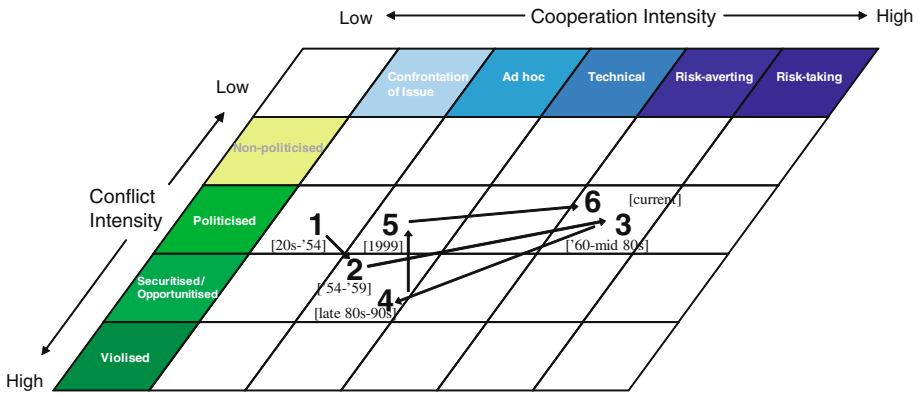 Low
Cooperation Intensity
High
Confrontation
of Issue
Ad hoc
Technical
Risk-averting
Risk-taking
Low
Non-politicised
Conflict
Intensity
Politicised
1
[20s-'54]
5
[1999]
6
[current]
3
['60-mid 80s]
Securitised/
Opportunitised
2
['54-'59]
4
[late 80s-90s]
Violised
High